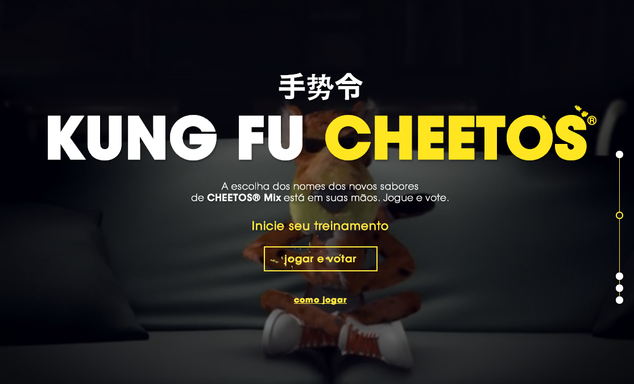 手势令
KUNG FU CHEETOS®
A escolha dos nomes dos novos sabores
de CHEETOS® Mix está em suas mãos. Jogue e vote.
Inicie seu treinamento
jogar e votar
como jogar